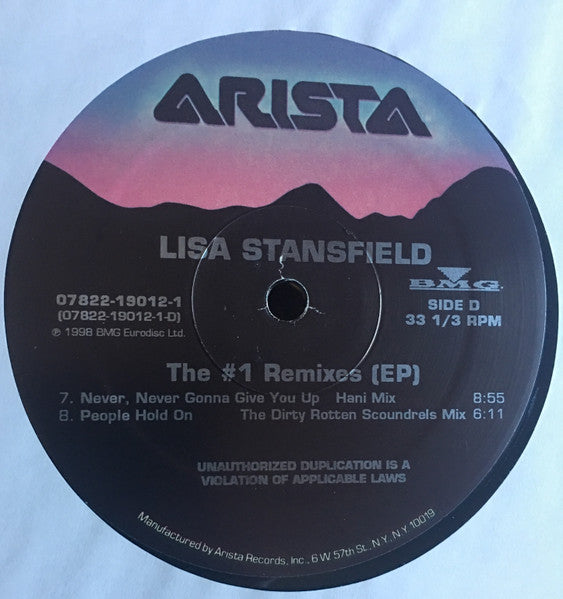 ARISTA
LISA STANSFIELD
BMG
07822-19012-1
(07822-19012-1-D)
℗ 1998 BMG Eurodisc Ltd.
SIDE D
33 1/3 RPM
The #1 Remixes (EP)
7. Never, Never Gonna Give You Up Hani Mix 8:55
8. People Hold On The Dirty Rotten Scoundrels Mix 6:11
UNAUTHORIZED DUPLICATION IS A
VIOLATION OF APPLICABLE LAWS
Manufactured by Arista Records, Inc., 6 W. 57th St., N.Y., N.Y. 10019